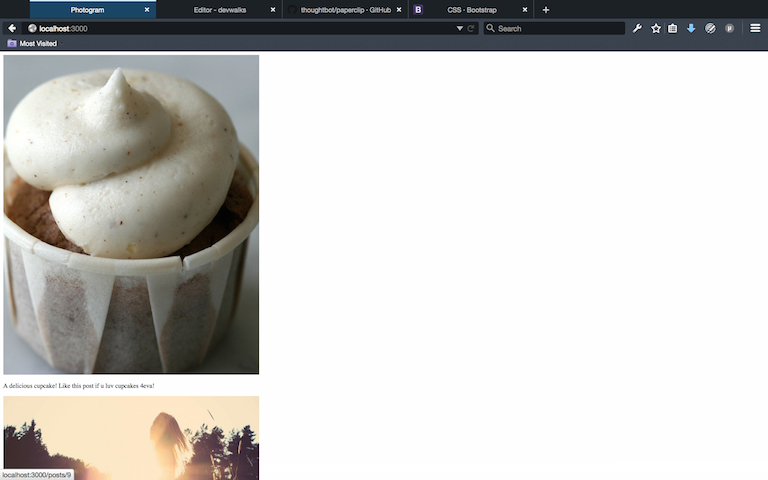 Photogram
Editor - devwalks
thoughtbot/paperclip · GitHub
B
CSS · Bootstrap
localhost:3000
Search
Most Visited
A delicious cupcake! Like this post if u luv cupcakes 4eva!
localhost:3000/posts/9